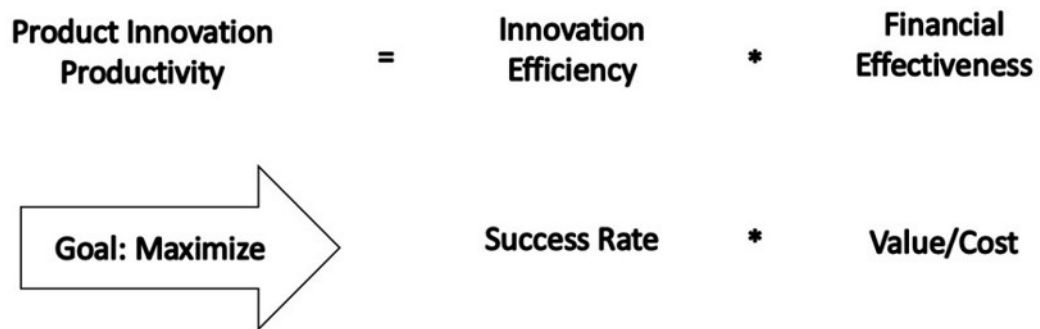 Product Innovation
Productivity
=
Innovation
Efficiency
*
Financial
Effectiveness
Goal: Maximize
Success Rate
*
Value/Cost